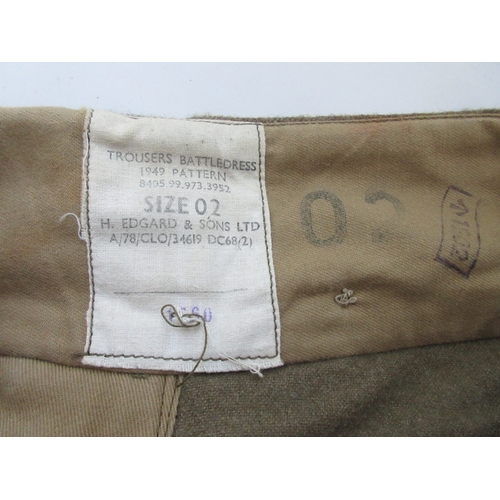 TROUSERS BATTLEDRESS
1949 PATTERN
8405.99.973.3952
SIZE 02
H. EDGARD & SONS LTD
A/78/CLO/34619 DC68(2)
02